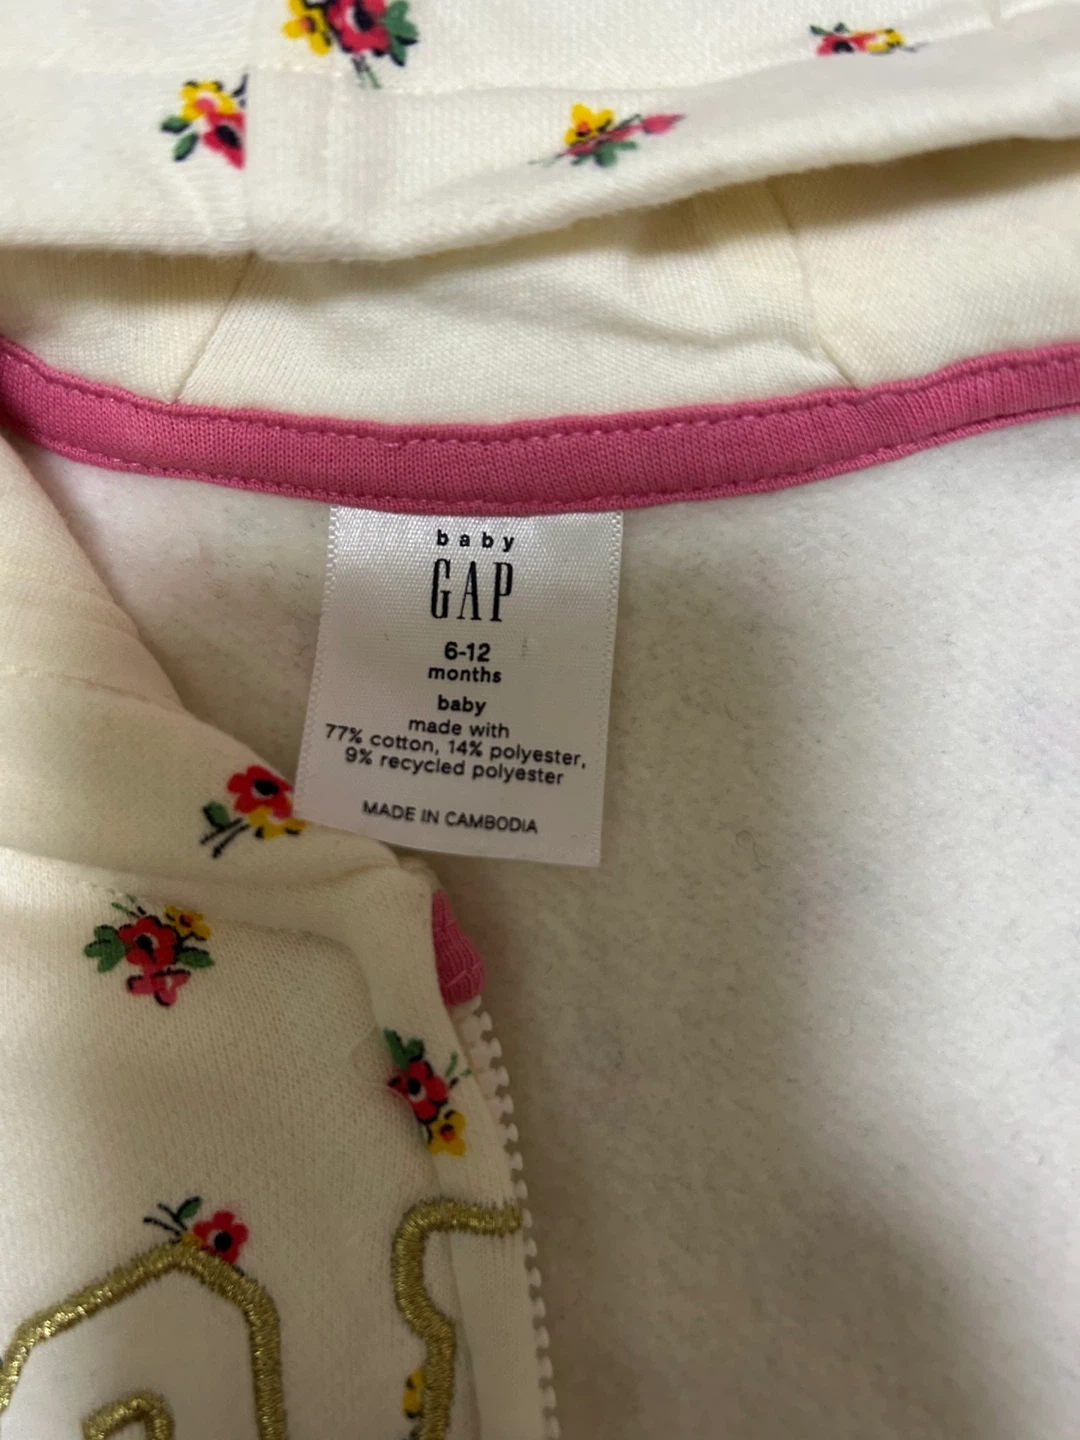 baby
GAP
6-12
months
baby
made with
77% cotton, 14% polyester,
9% recycled polyester
MADE IN CAMBODIA